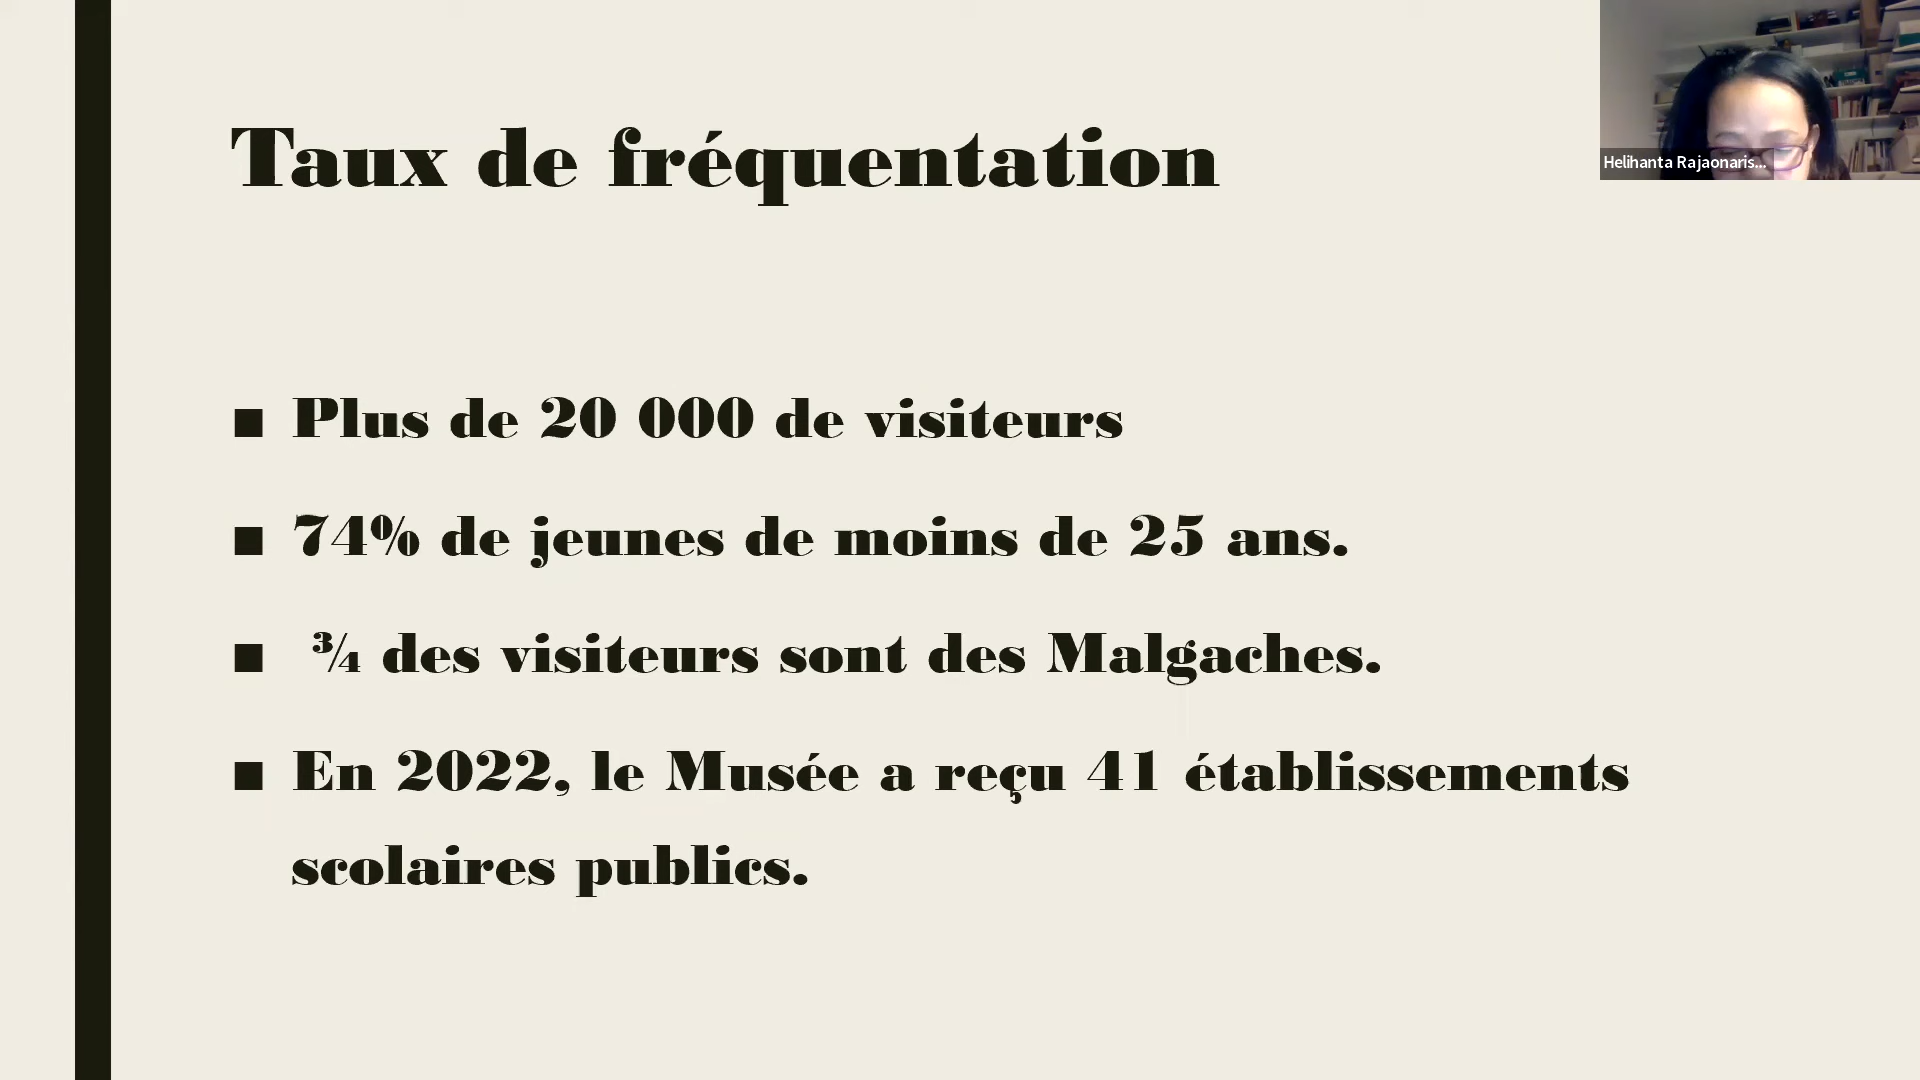 Taux de fréquentation
Helihanta Rajaonaris...
■ Plus de 20 000 de visiteurs
■ 74% de jeunes de moins de 25 ans.
■ ¾ des visiteurs sont des Malgaches.
■ En 2022, le Musée a reçu 41 établissements
scolaires publics.